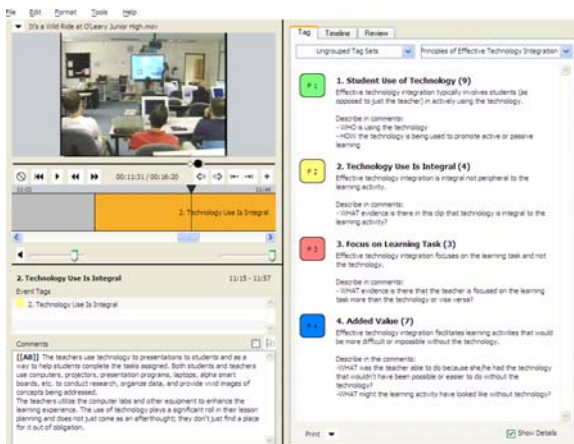 File Edit Format Tools Help
It's a Wild Ride at O'Leary Junior High.mov
00:11:31 / 00:16:20
11:02 11:44
2. Technology Use Is Integral
2. Technology Use Is Integral 11:15 - 11:57
Event Tags
2. Technology Use Is Integral
Comments
[[AB]] The teachers use technology to presentations to students and as a
way to help students complete the tasks assigned. Both students and teachers
use computers, projectors, presentation programs, laptops, alpha smart
boards, etc. to conduct research, organize data, and provide vivid images of
concepts being addressed.
The teachers utilize the computer labs and other equipment to enhance the
learning experience. The use of technology plays a significant roll in their lesson
planning and does not just come as an afterthought; they don't just find a place
for it out of obligation.
Tag Timeline Review
Ungrouped Tag Sets
Principles of Effective Technology Integration
P 1
1. Student Use of Technology (9)
Effective technology integration typically involves students (as
opposed to just the teacher) in actively using the technology.
Describe in comments:
- WHO is using the technology
- HOW the technology is being used to promote active or passive
learning
P 2
2. Technology Use Is Integral (4)
Effective technology integration is integral not peripheral to the
learning activity.
Describe in comments:
- WHAT evidence is there in this clip that technology is integral to the
learning activity?
P 3
3. Focus on Learning Task (3)
Effective technology integration focuses on the learning task and not
the technology.
Describe in comments:
- WHAT evidence is there that the teacher is focused on the learning
task more than the technology or visa versa?
P 4
4. Added Value (7)
Effective technology integration facilitates learning activities that would
be more difficult or impossible without the technology.
Describe in the comments:
-WHAT was the teacher able to do because she/he had the technology
that wouldn't have been possible or easier to do without the
technology?
-WHAT might the learning activity have looked like without technology?
Print
Show Details